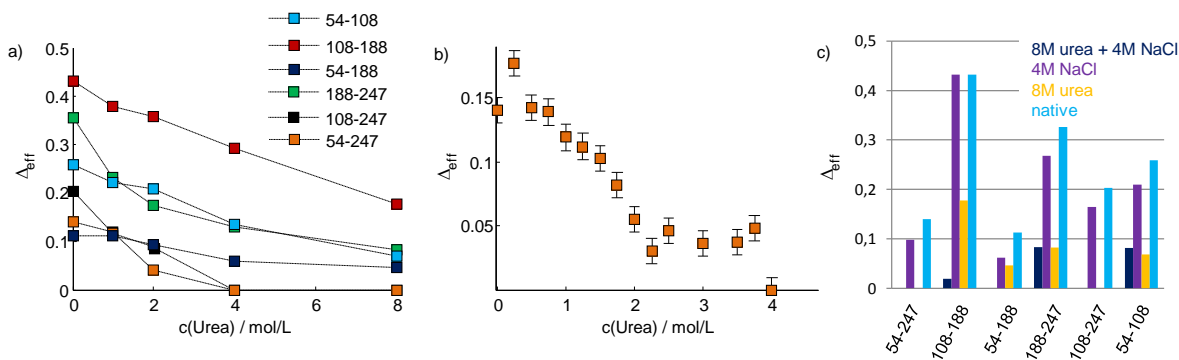 a)
54-108
108-188
54-188
188-247
108-247
54-247
0.5
0.4
0.3
0.2
0.1
0
Δeff
0 2 4 6 8
c(Urea) / mol/L
b)
0.15
0.1
0.05
Δeff
0 1 2 3 4
c(Urea) / mol/L
c)
8M urea + 4M NaCl
4M NaCl
8M urea
native
0,5
0,4
0,3
0,2
0,1
0
Δeff
54-247
108-188
54-188
188-247
108-247
54-108